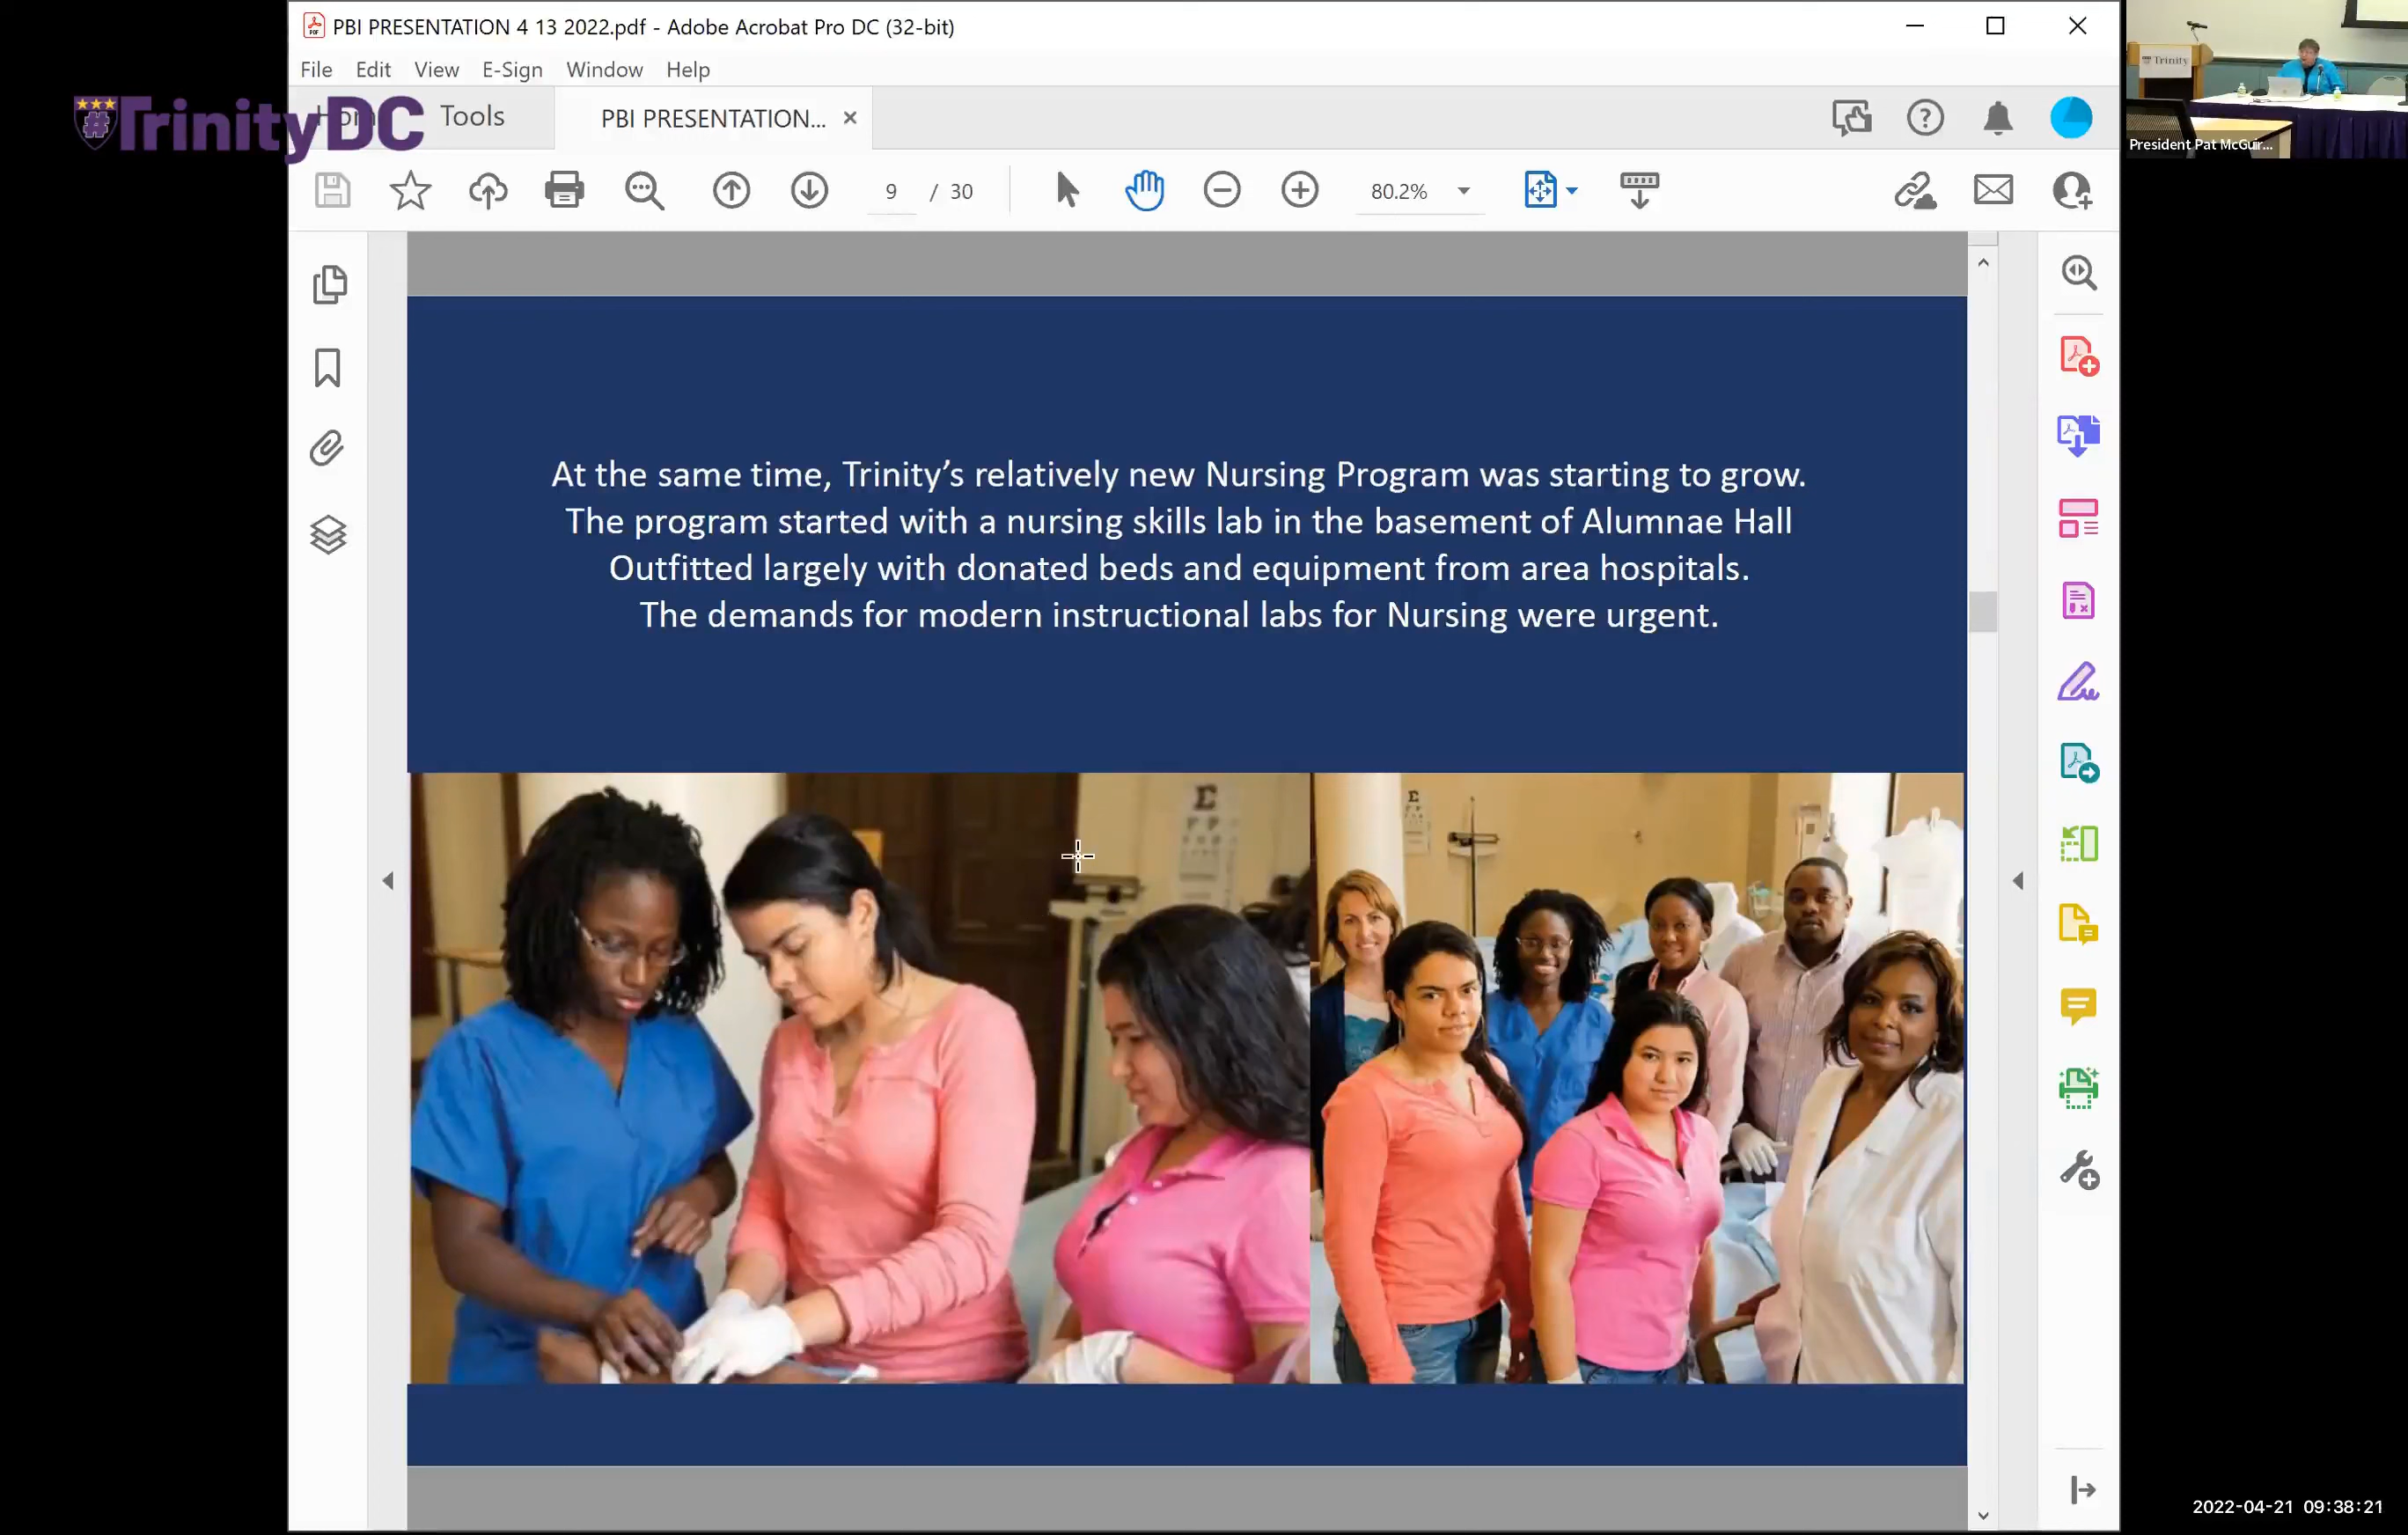 PBI PRESENTATION 4 13 2022.pdf - Adobe Acrobat Pro DC (32-bit)
File Edit View E-Sign Window Help
TrinityDC
Tools
PBI PRESENTATION...
9 / 30
80.2%
Trinity
President Pat McGuir...
At the same time, Trinity’s relatively new Nursing Program was starting to grow.
The program started with a nursing skills lab in the basement of Alumnae Hall
Outfitted largely with donated beds and equipment from area hospitals.
The demands for modern instructional labs for Nursing were urgent.
E
E
2022-04-21 09:38:21